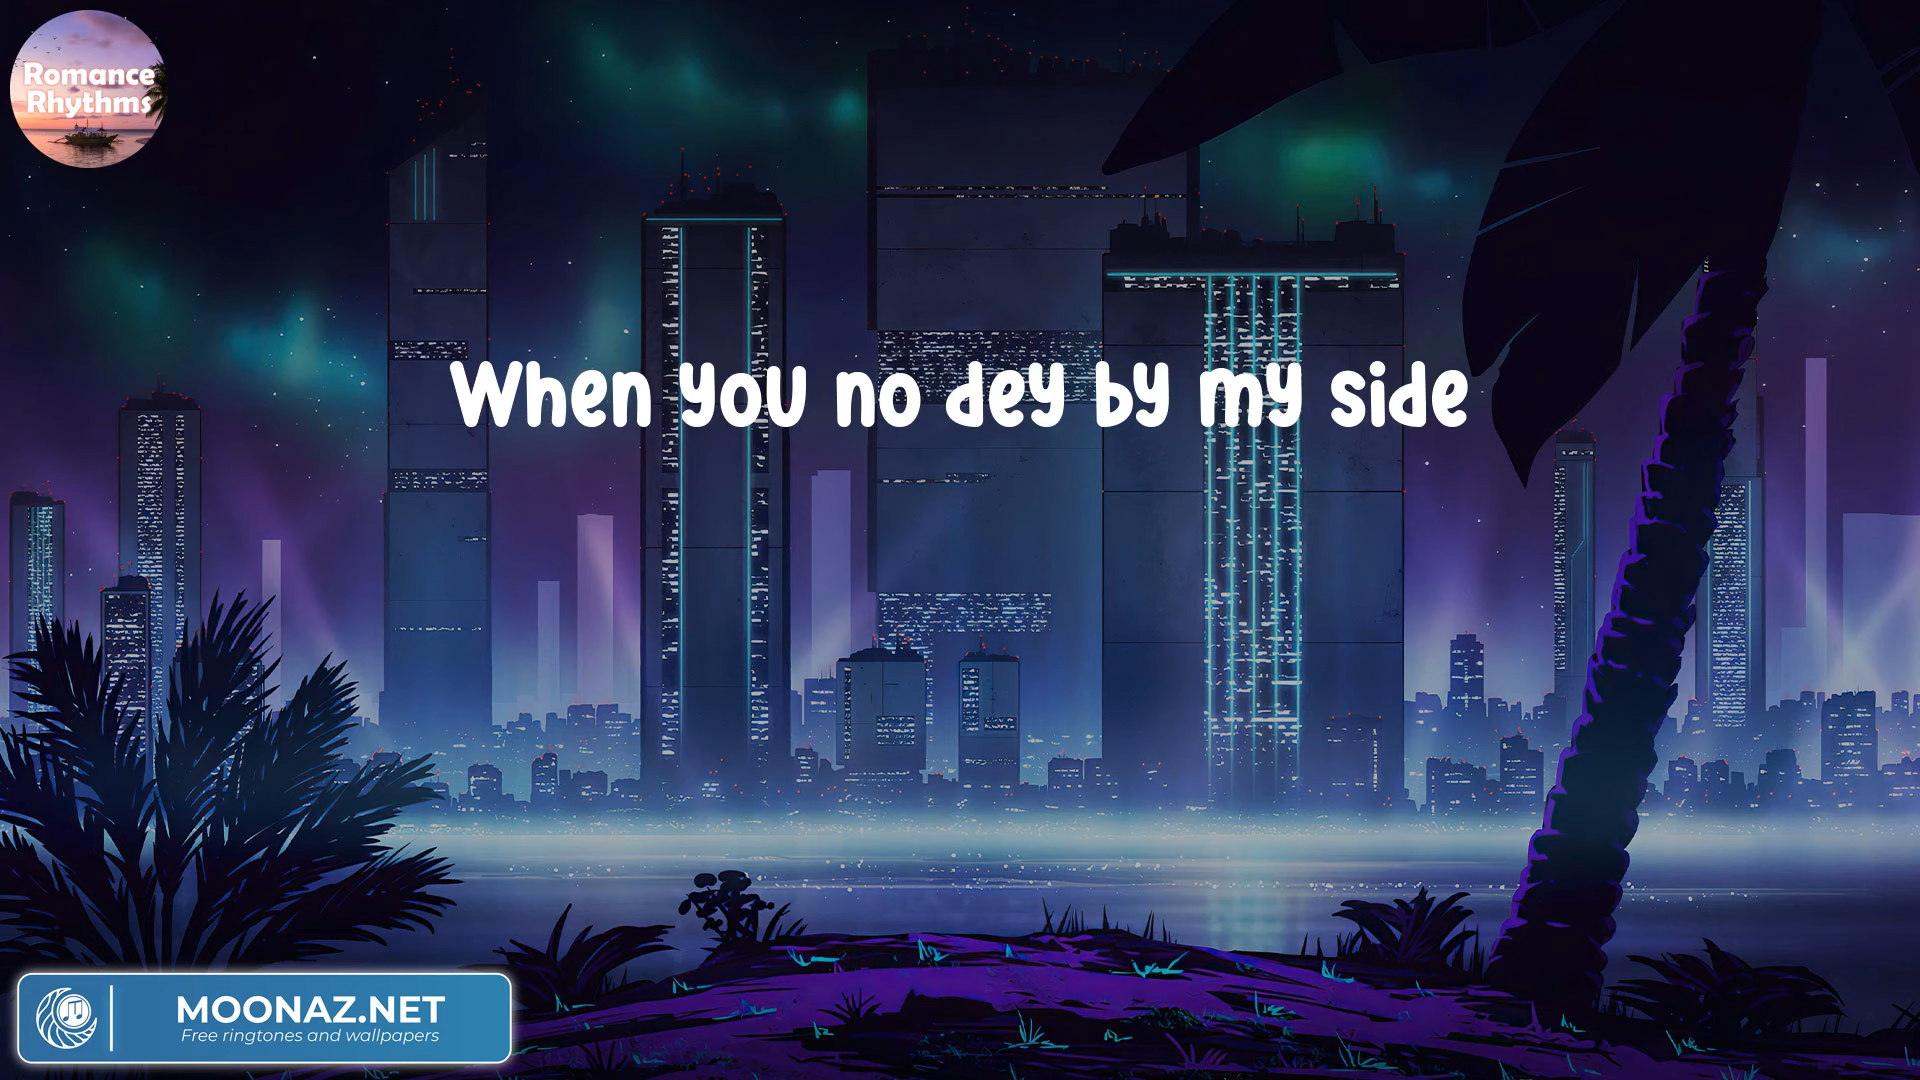 Romance
Rhythms
When you no dey by my side
MOONAZ.NET
Free ringtones and wallpapers